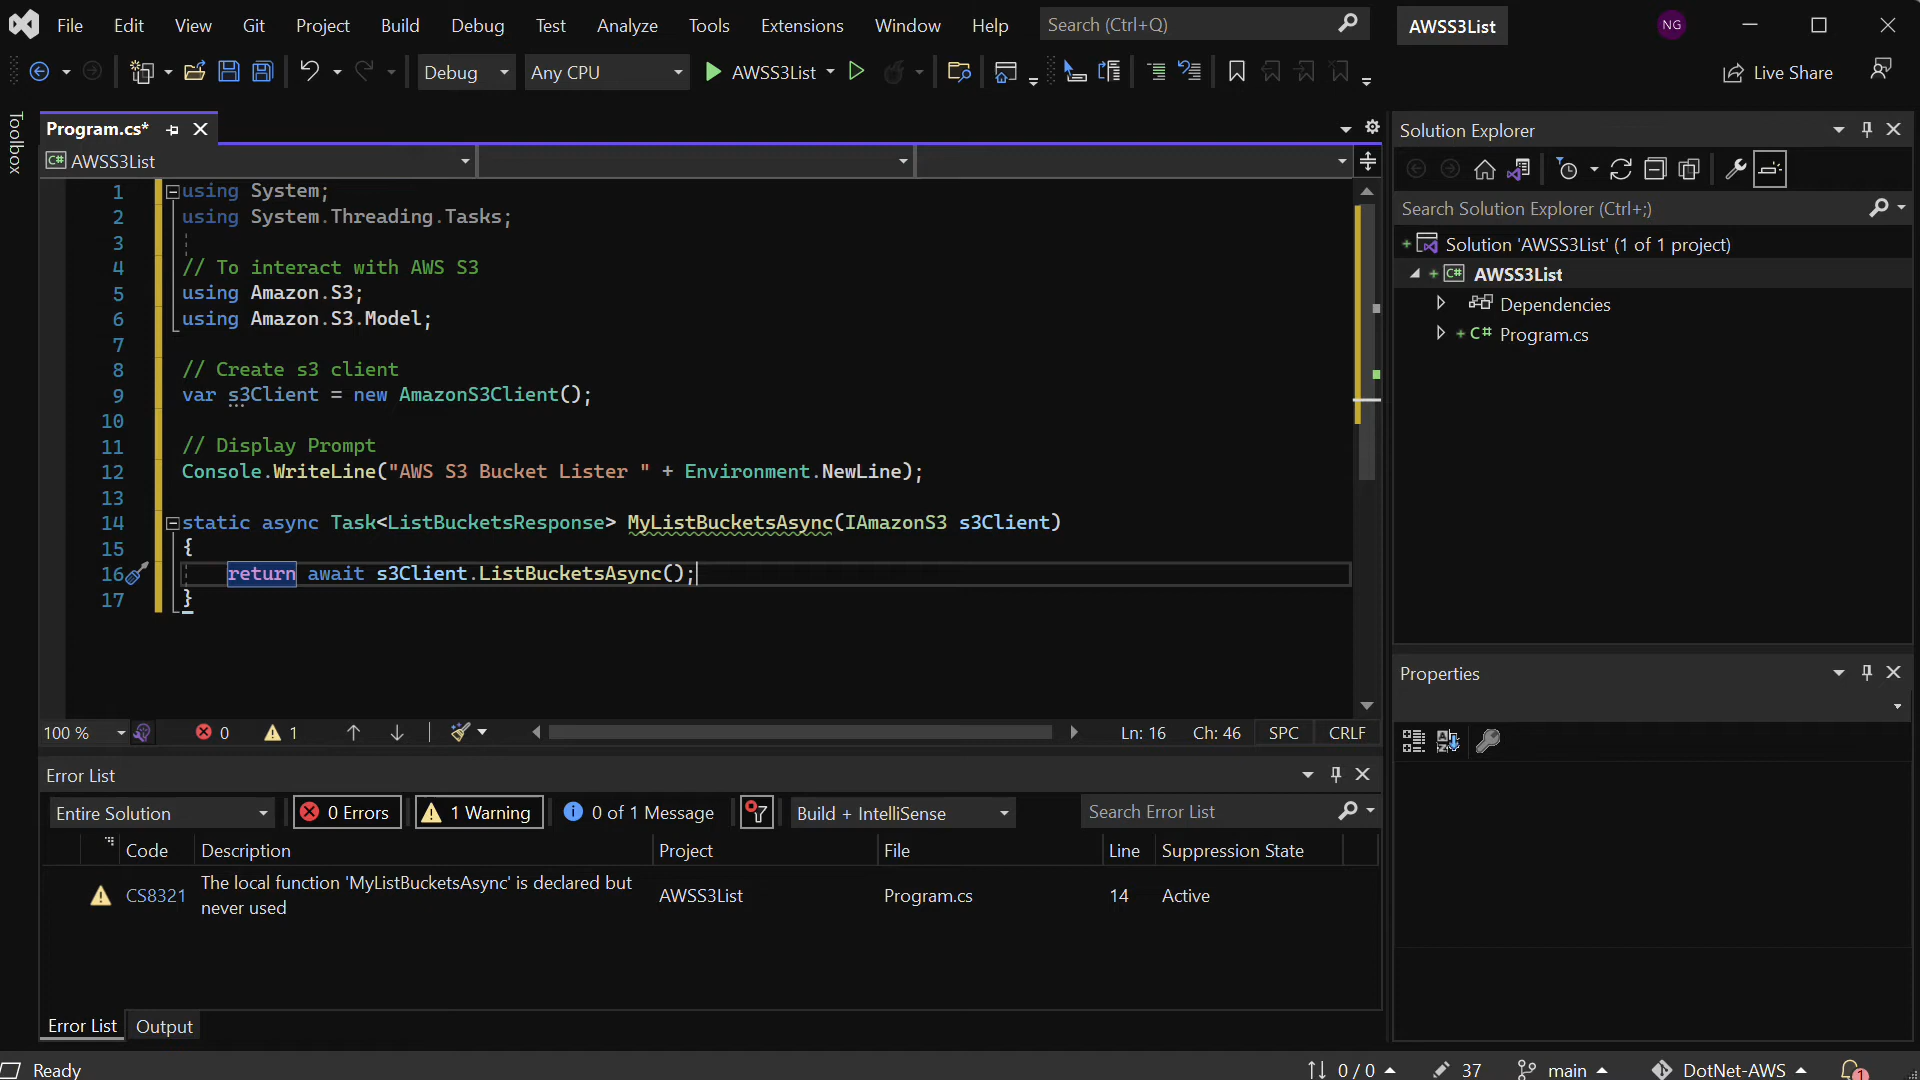 File Edit View Git Project Build Debug Test Analyze Tools Extensions Window Help Search (Ctrl+Q) AWSS3List NG
Debug Any CPU AWSS3List Live Share
Toolbox
Program.cs*
C# AWSS3List
1 using System;
2 using System.Threading.Tasks;
3
4 // To interact with AWS S3
5 using Amazon.S3;
6 using Amazon.S3.Model;
7
8 // Create s3 client
9 var s3Client = new AmazonS3Client();
10
11 // Display Prompt
12 Console.WriteLine("AWS S3 Bucket Lister " + Environment.NewLine);
13
14 static async Task<ListBucketsResponse> MyListBucketsAsync(IAmazonS3 s3Client)
15 {
16 return await s3Client.ListBucketsAsync();
17 }
100 % 0 1 Ln: 16 Ch: 46 SPC CRLF
Error List
Entire Solution 0 Errors 1 Warning 0 of 1 Message Build + IntelliSense Search Error List
Code Description Project File Line Suppression State
CS8321 The local function 'MyListBucketsAsync' is declared but
never used AWSS3List Program.cs 14 Active
Error List Output
Solution Explorer
Search Solution Explorer (Ctrl+;)
Solution 'AWSS3List' (1 of 1 project)
C# AWSS3List
Dependencies
C# Program.cs
Properties
Ready 0 / 0 37 main DotNet-AWS 1